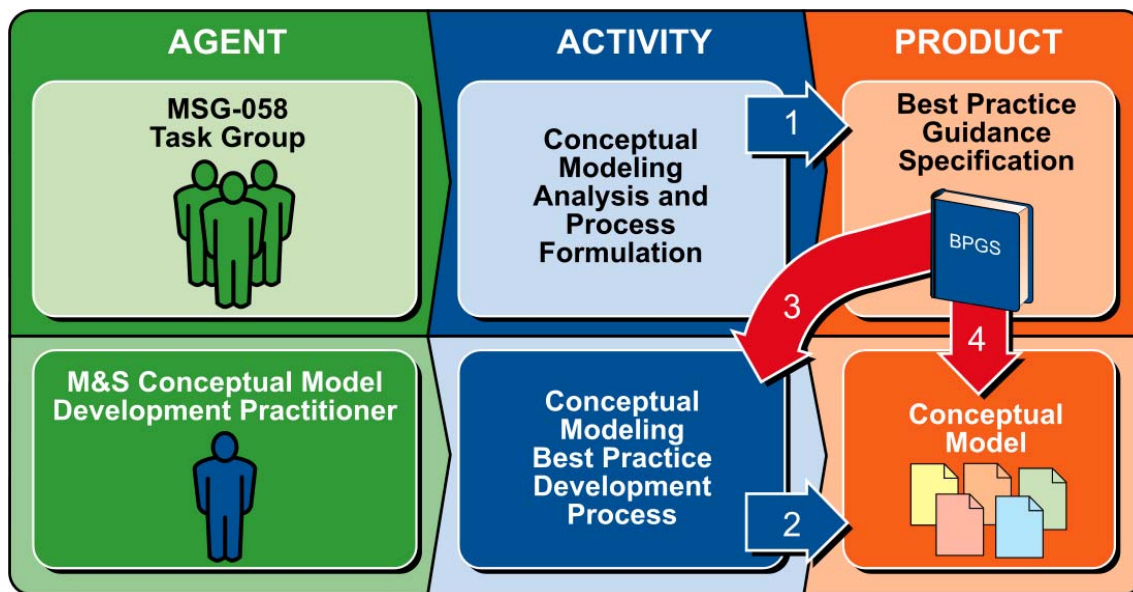 AGENT
ACTIVITY
PRODUCT
MSG-058
Task Group
Conceptual
Modeling
Analysis and
Process
Formulation
1
Best Practice
Guidance
Specification
BPGS
3
4
M&S Conceptual Model
Development Practitioner
Conceptual
Modeling
Best Practice
Development
Process
2
Conceptual
Model